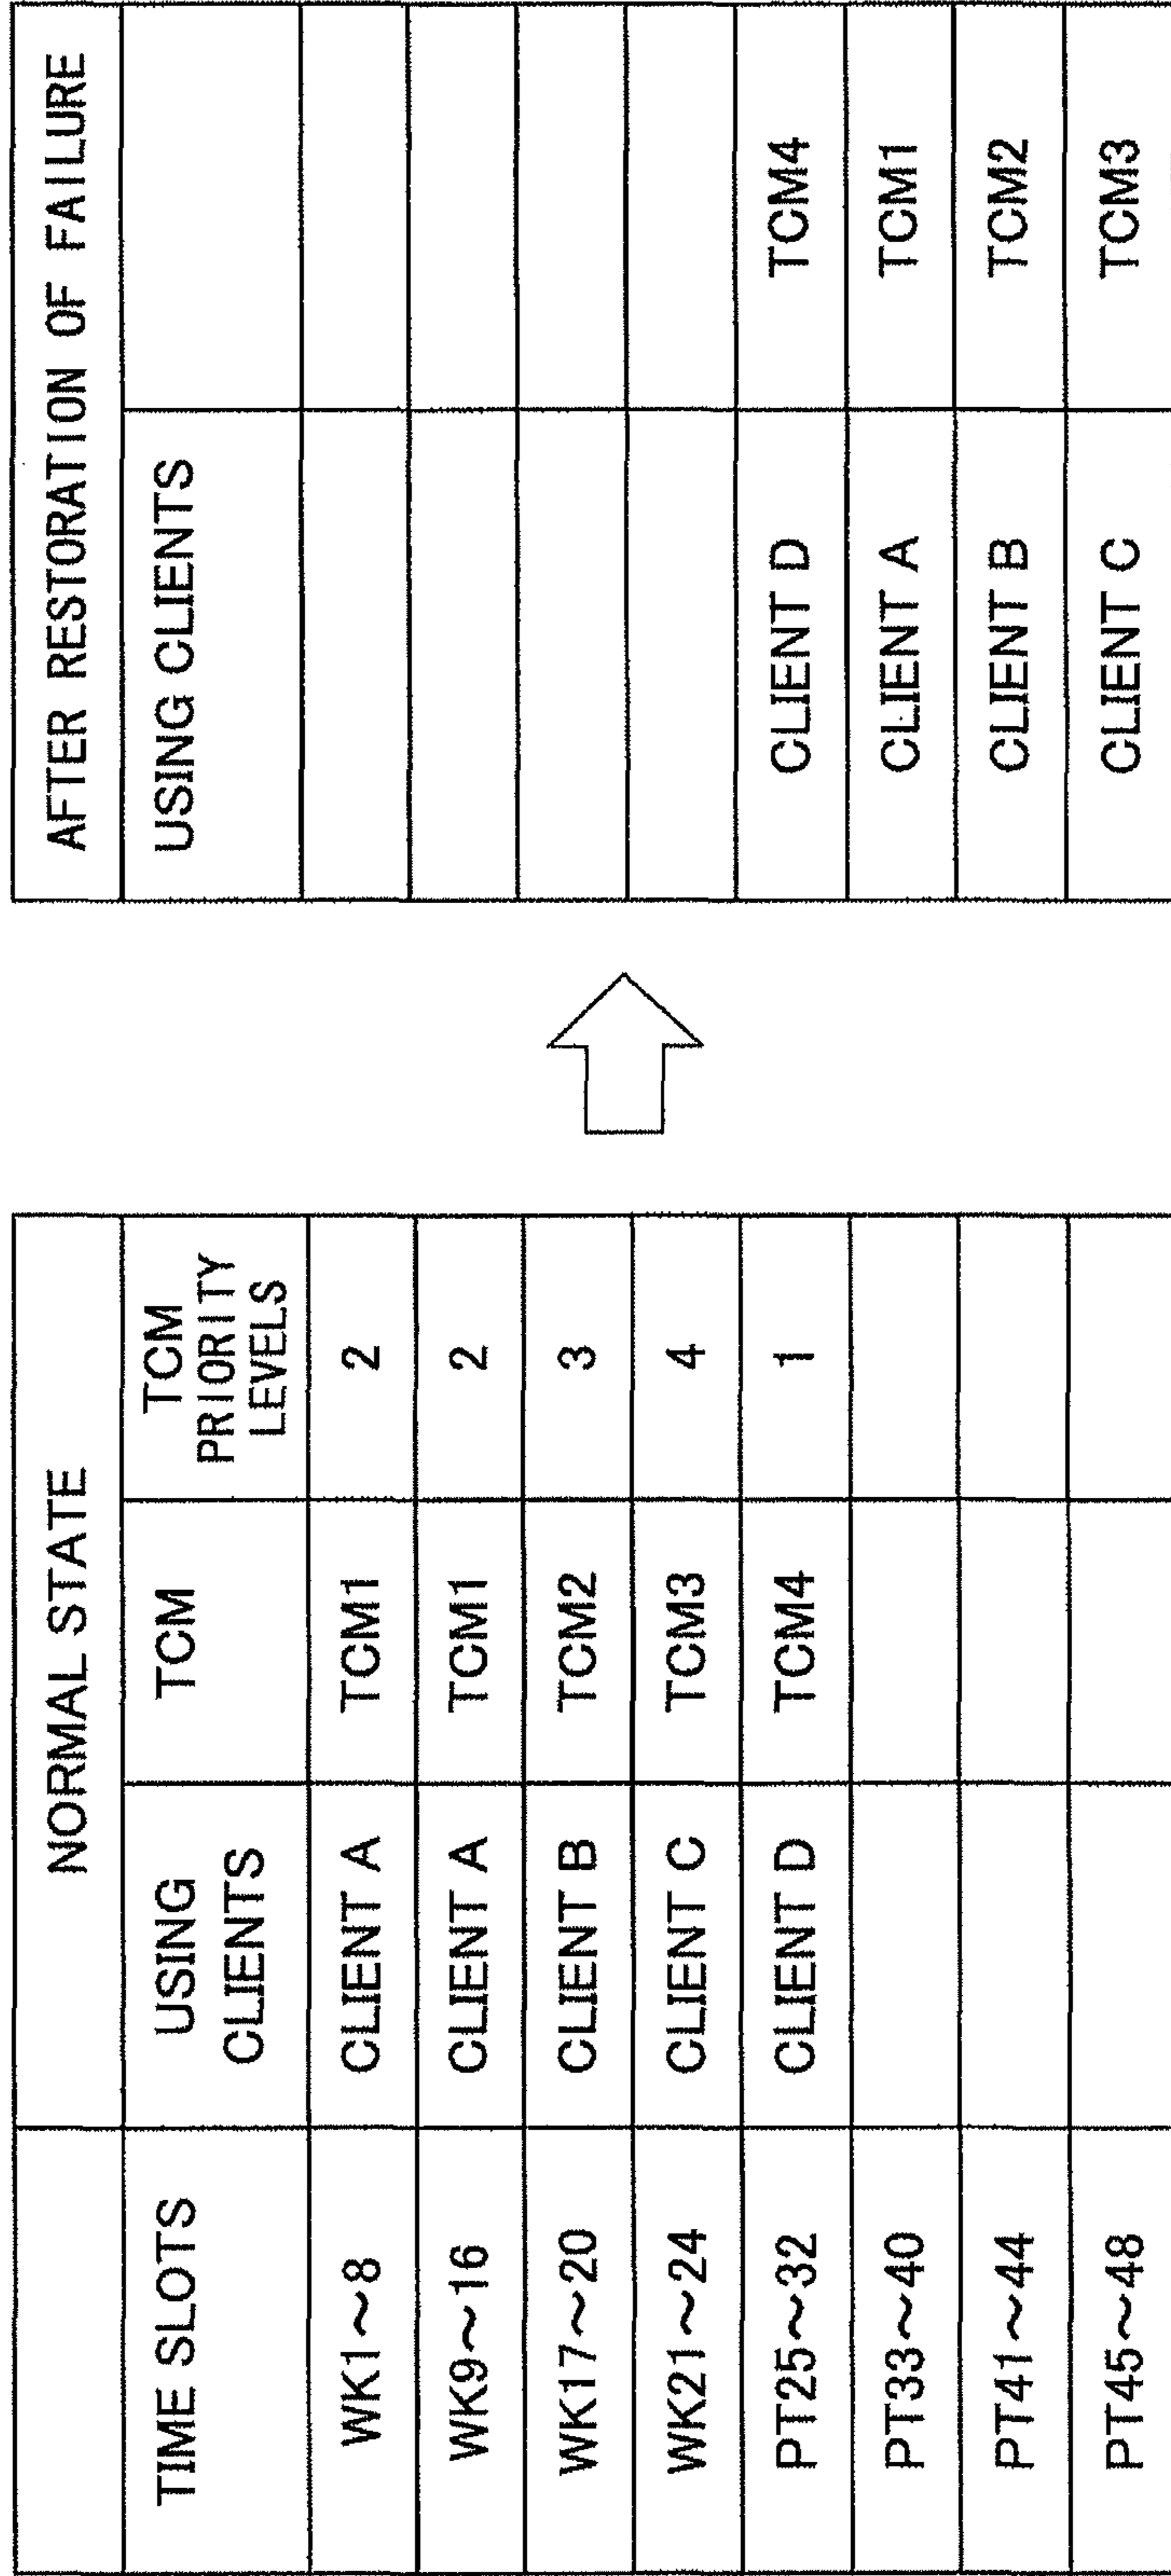 NORMAL STATE
AFTER RESTORATION OF FAILURE
TIME SLOTS
USING
CLIENTS
TCM
TCM
PRIORITY
LEVELS
USING CLIENTS
WK1~8 CLIENT A TCM1 2
WK9~16 CLIENT A TCM1 2
WK17~20 CLIENT B TCM2 3
WK21~24 CLIENT C TCM3 4
PT25~32 CLIENT D TCM4 1 CLIENT D TCM4
PT33~40 CLIENT A TCM1
PT41~44 CLIENT B TCM2
PT45~48 CLIENT C TCM3